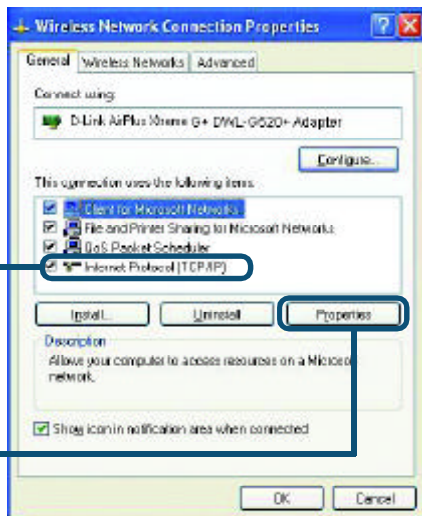 Wireless Network Connection Properties
General Wireless Networks Advanced
Connect using:
D-Link AirPlus Xtreme G+ DWL-G520+ Adapter
Configure...
This connection uses the following items:
Client for Microsoft Networks
File and Printer Sharing for Microsoft Networks
QoS Packet Scheduler
Internet Protocol (TCP/IP)
Install... Uninstall Properties
Description
Allows your computer to access resources on a Microsoft
network.
Show icon in notification area when connected
OK Cancel